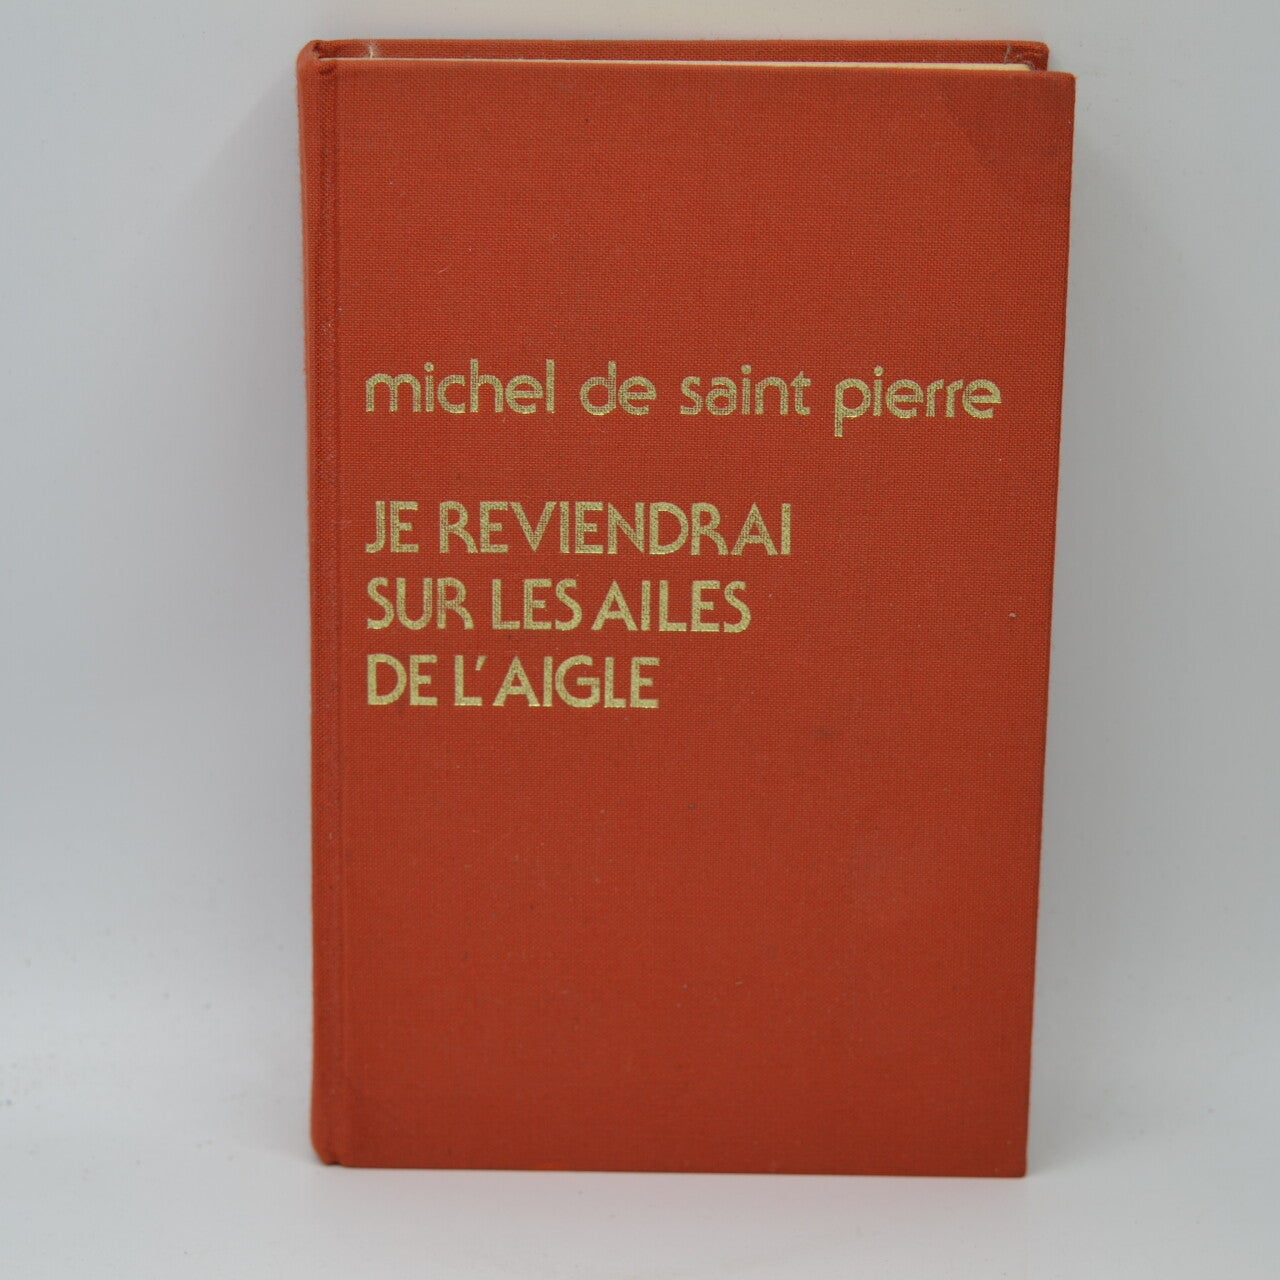 michel de saint pierre
JE REVIENDRAI
SUR LES AILES
DE L'AIGLE